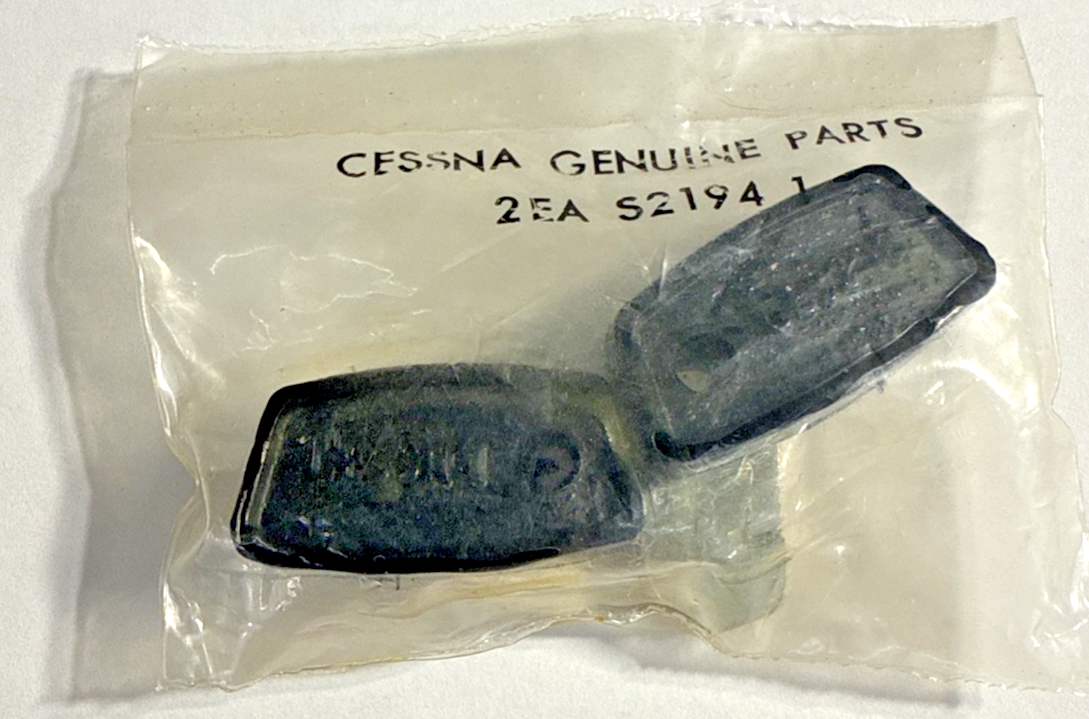 CESSNA GENUINE PARTS
2EA S2194 1